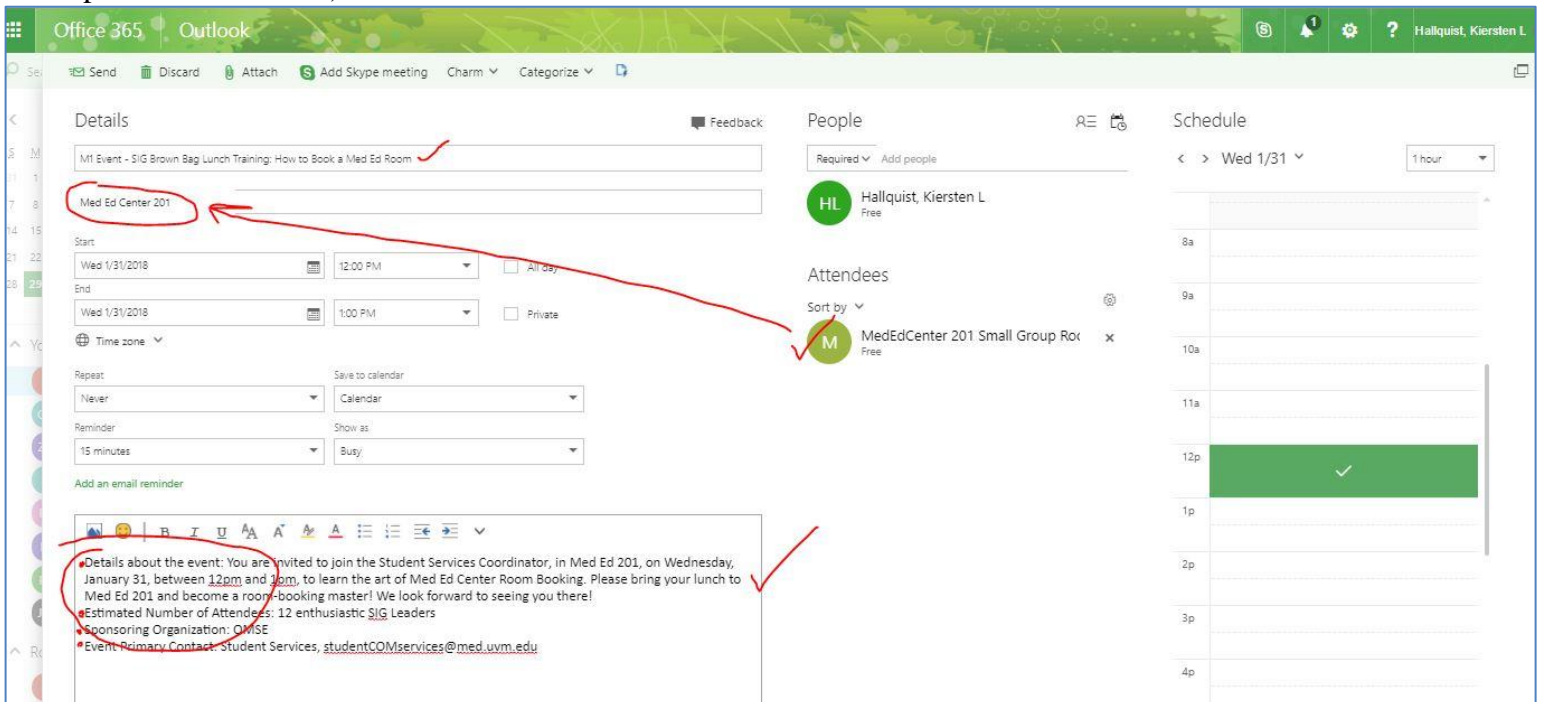 Office 365 Outlook
1
? Hallquist, Kiersten L
Send Discard Attach Add Skype meeting Charm Categorize
Details
Feedback
M1 Event - SIG Brown Bag Lunch Training: How to Book a Med Ed Room
Med Ed Center 201
Start
Wed 1/31/2018 12:00 PM All day
End
Wed 1/31/2018 1:00 PM Private
Time zone
Repeat Save to calendar
Never Calendar
Reminder Show as
15 minutes Busy
Add an email reminder
B I U
Details about the event: You are invited to join the Student Services Coordinator, in Med Ed 201, on Wednesday,
January 31, between 12pm and 1pm, to learn the art of Med Ed Center Room Booking. Please bring your lunch to
Med Ed 201 and become a room-booking master! We look forward to seeing you there!
Estimated Number of Attendees: 12 enthusiastic SIG Leaders
Sponsoring Organization: OMSE
Event Primary Contact: Student Services, studentCOMservices@med.uvm.edu
People
Required Add people
HL Hallquist, Kiersten L
Free
Attendees
Sort by
M MedEdCenter 201 Small Group Roo
Free
Schedule
< > Wed 1/31 1 hour
8a
9a
10a
11a
12p
1p
2p
3p
4p